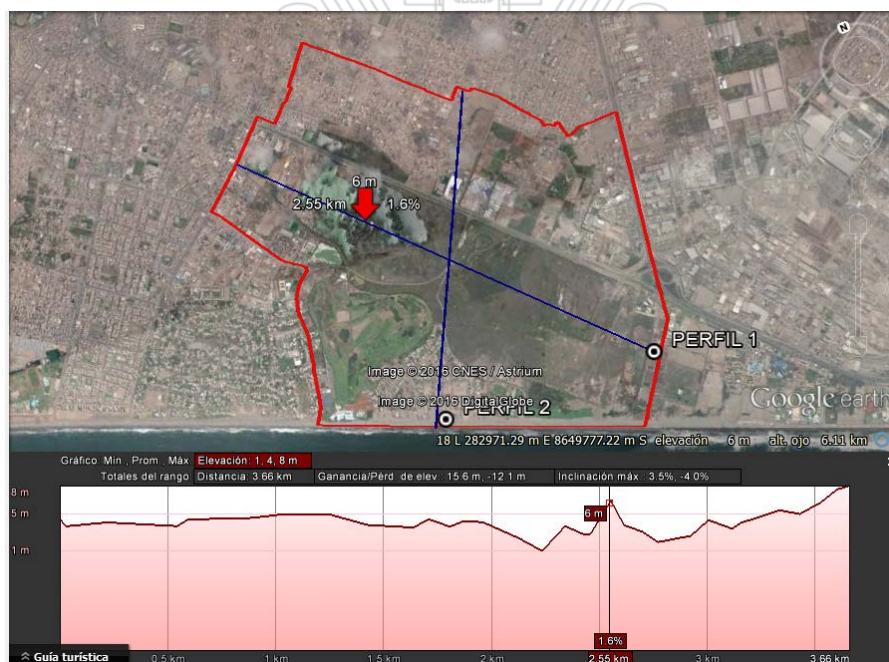 N
6 m
2.55 km 1.6%
PERFIL 1
Image © 2016 CNES / Astrium
Image © 2016 DigitalGlobe
PERFIL 2
Google earth
18 L 282971.29 m E 8649777.22 m S elevación 6 m alt. ojo 6.11 km
Gráfico: Mín., Prom., Máx Elevación: 1, 4, 8 m
Totales del rango Distancia: 3.66 km Ganancia/Pérd. de elev.: 15.6 m, -12.1 m Inclinación máx.: 3.5%, -4.0%
8 m
5 m
6 m
1 m
1.6%
Guía turística 0.5 km 1 km 1.5 km 2 km 2.55 km 3 km 3.66 km